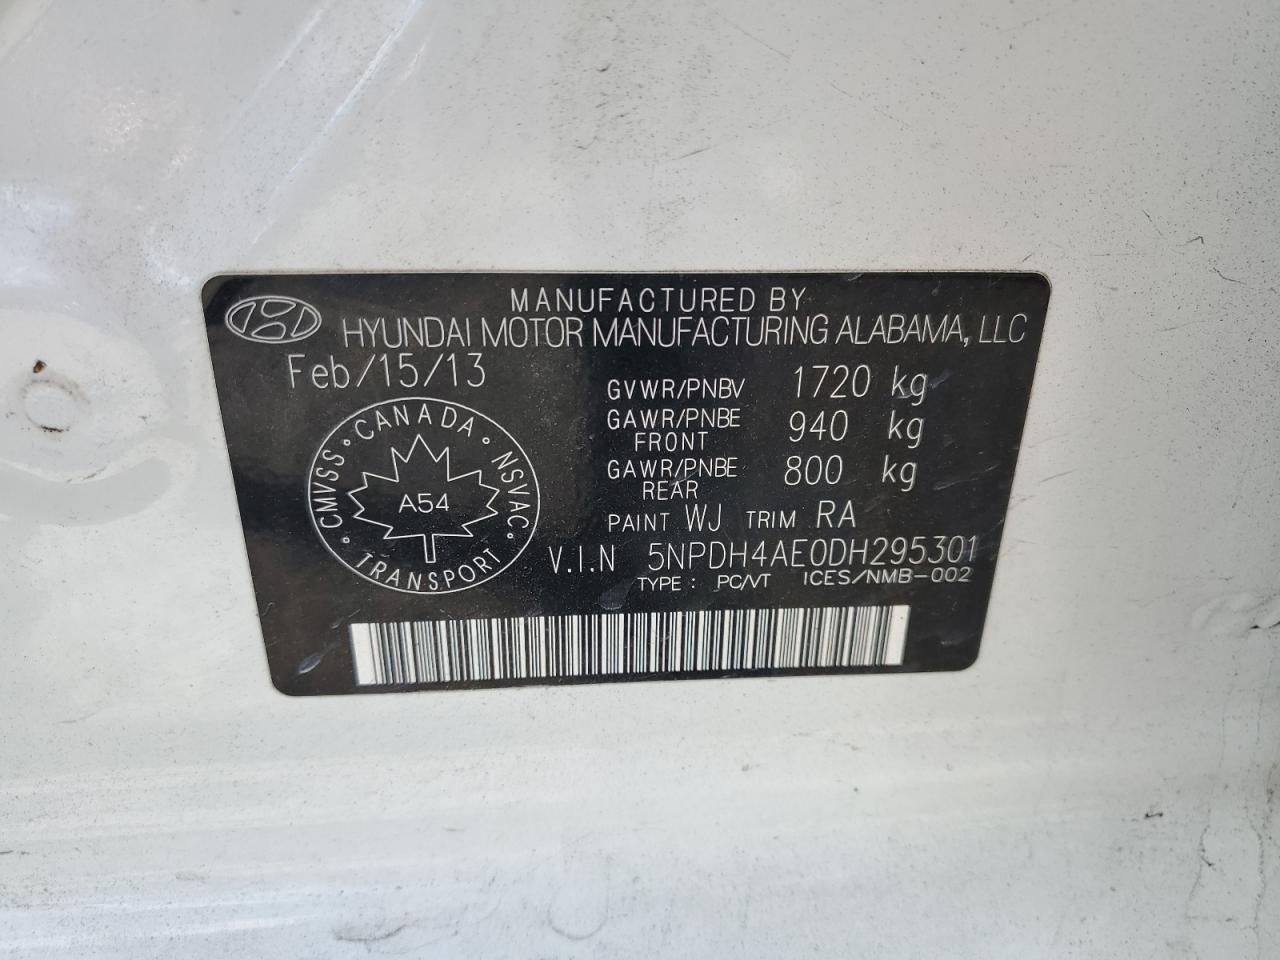 MANUFACTURED BY
HYUNDAI MOTOR MANUFACTURING ALABAMA, LLC
Feb/15/13
GVWR/PNBV 1720 kg
GAWR/PNBE FRONT 940 kg
GAWR/PNBE REAR 800 kg
PAINT WJ TRIM RA
V.I.N 5NPDH4AE0DH295301
TYPE : PC/VT ICES/NMB-002
CMVSS • CANADA • NSVAC • TRANSPORT •
A54